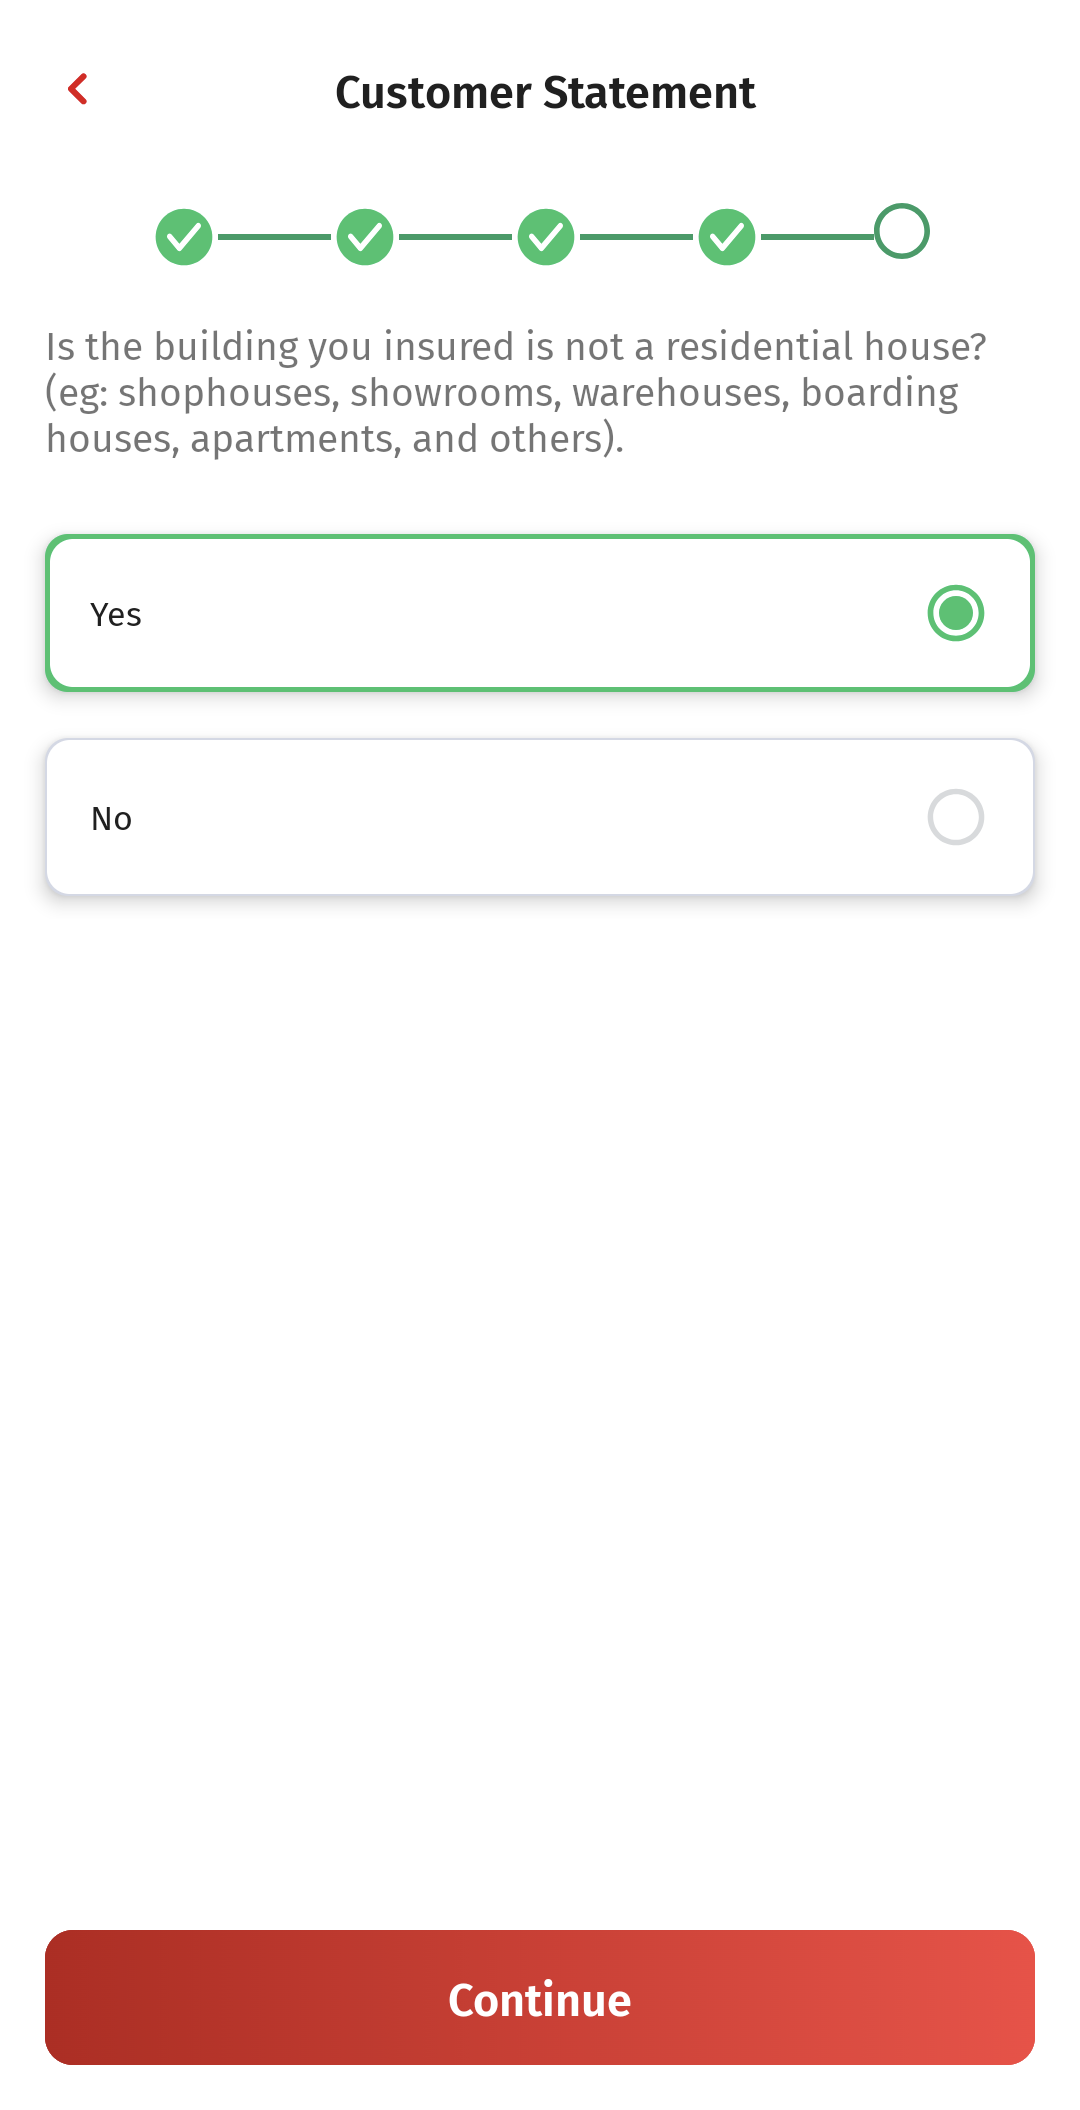 Customer Statement
Is the building you insured is not a residential house?
(eg: shophouses, showrooms, warehouses, boarding
houses, apartments, and others).
Yes
No
Continue